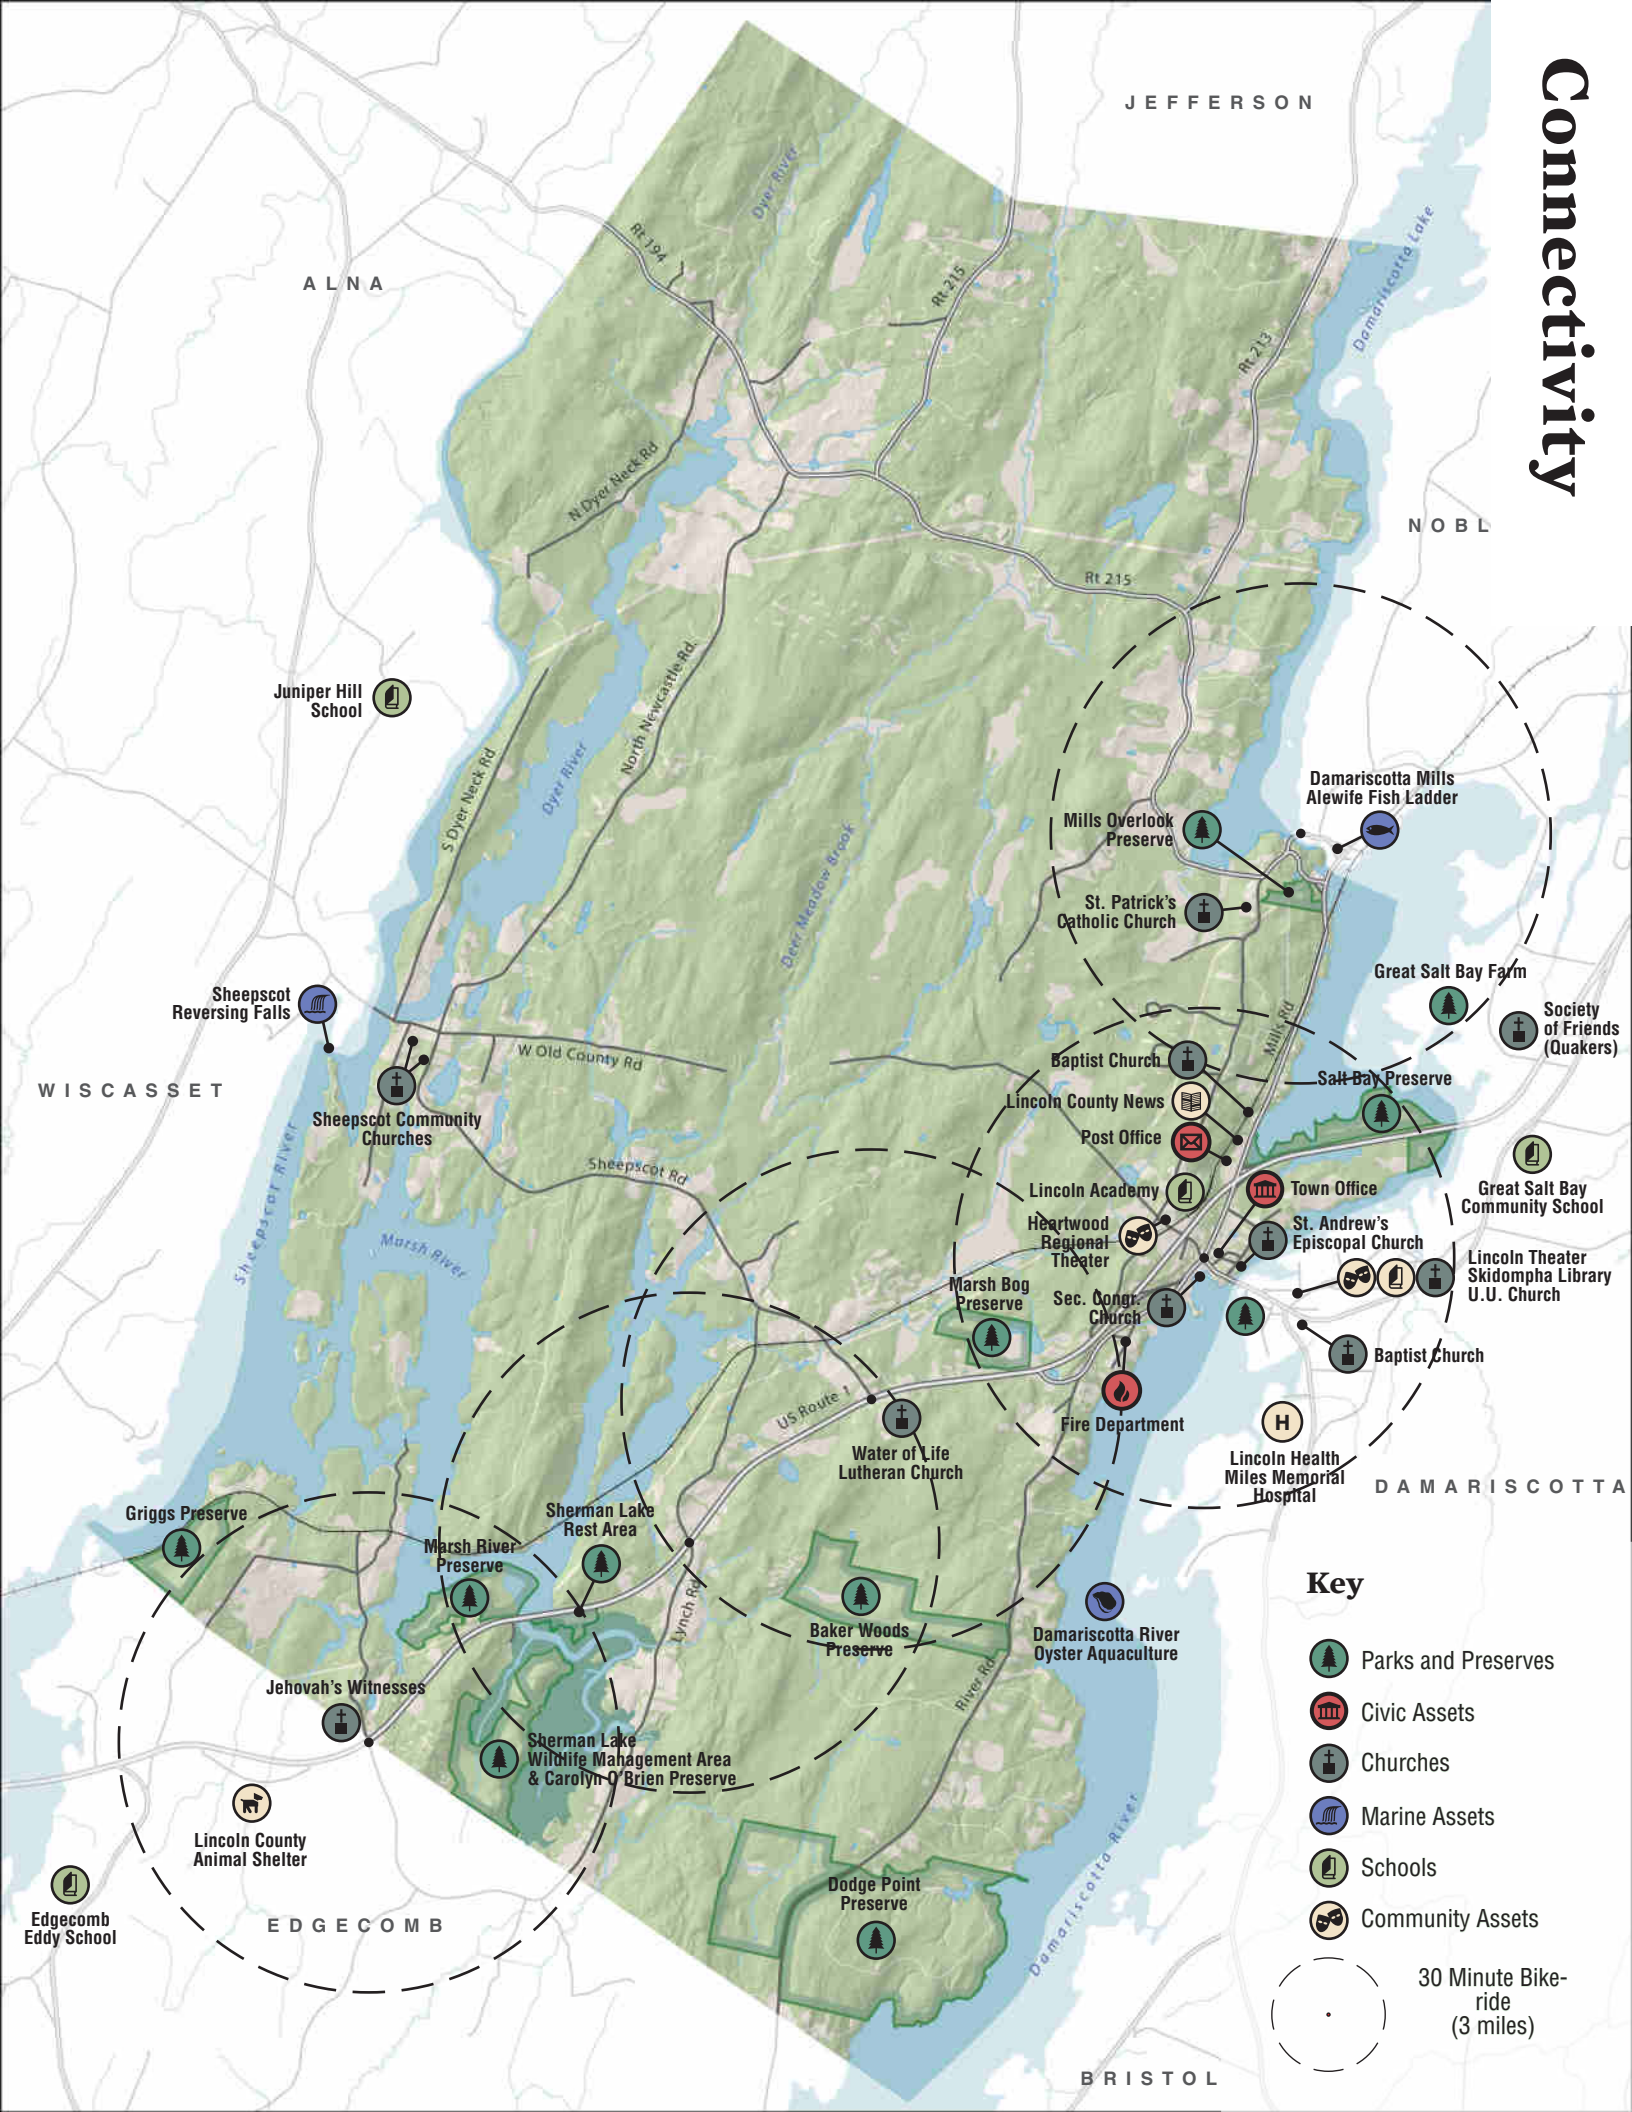 Connectivity
JEFFERSON
Dyer River
Damariscotta Lake
Rt 194
ALNA
Rt 215
Rt 213
N Dyer Neck Rd
NOBL
Rt 215
Juniper Hill
School
North Newcastle Rd.
S Dyer Neck Rd
Dyer River
Damariscotta Mills
Alewife Fish Ladder
Mills Overlook
Preserve
Deer Meadow Brook
St. Patrick's
Catholic Church
Great Salt Bay Farm
Sheepscot
Reversing Falls
Society
of Friends
(Quakers)
Mills Rd
W Old County Rd
Baptist Church
Salt Bay Preserve
WISCASSET
Lincoln County News
Sheepscot Community
Churches
Post Office
Sheepscot River
Sheepscot Rd
Lincoln Academy
Town Office
Great Salt Bay
Community School
Marsh River
Heartwood
Regional
Theater
St. Andrew's
Episcopal Church
Lincoln Theater
Skidompha Library
U.U. Church
Marsh Bog
Preserve
Sec. Congr.
Church
Baptist Church
US Route 1
Fire Department
H
Water of Life
Lutheran Church
Lincoln Health
Miles Memorial
Hospital
DAMARISCOTTA
Griggs Preserve
Sherman Lake
Rest Area
Marsh River
Preserve
Lynch Rd
Baker Woods
Preserve
Damariscotta River
Oyster Aquaculture
River Rd
Jehovah's Witnesses
Sherman Lake
Wildlife Management Area
& Carolyn O'Brien Preserve
Lincoln County
Animal Shelter
Damariscotta River
Dodge Point
Preserve
Edgecomb
Eddy School
EDGECOMB
BRISTOL
Key
Parks and Preserves
Civic Assets
Churches
Marine Assets
Schools
Community Assets
30 Minute Bike-
ride
(3 miles)